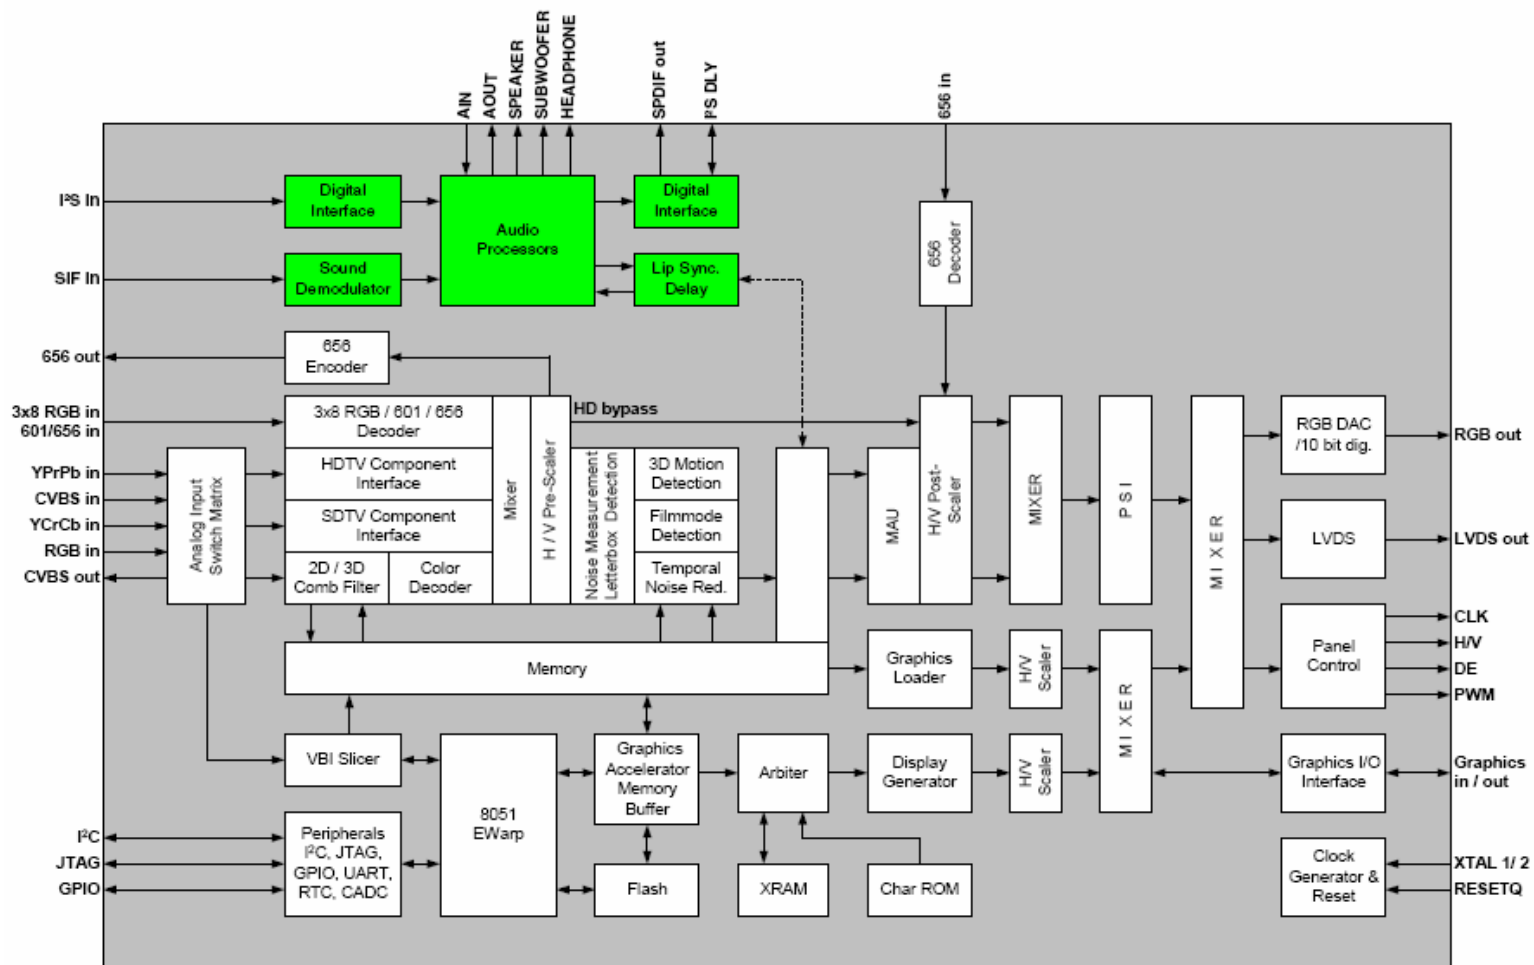 AIN
AOUT
SPEAKER
SUBWOOFER
HEADPHONE
SPDIF out
I²S DLY
656 in
I²S In
Digital
Interface
Audio
Processors
Digital
Interface
SIF In
Sound
Demodulator
Lip Sync.
Delay
656
Decoder
656 out
656
Encoder
3x8 RGB in
601/656 in
3x8 RGB / 601 / 656
Decoder
HD bypass
YPrPb in
CVBS in
YCrCb in
RGB in
CVBS out
Analog Input
Switch Matrix
HDTV Component
Interface
SDTV Component
Interface
2D / 3D
Comb Filter
Color
Decoder
Mixer
H / V Pre-Scaler
Noise Measurement
Letterbox Detection
3D Motion
Detection
Filmmode
Detection
Temporal
Noise Red.
MAU
H/V Post-
Scaler
MIXER
PSI
MIXER
RGB DAC
/10 bit dig.
RGB out
LVDS
LVDS out
Memory
Graphics
Loader
H/V
Scaler
MIXER
Panel
Control
CLK
H/V
DE
PWM
VBI Slicer
8051
EWarp
Graphics
Accelerator
Memory
Buffer
Arbiter
Display
Generator
H/V
Scaler
Graphics I/O
Interface
Graphics
in / out
I²C
JTAG
GPIO
Peripherals
I²C, JTAG,
GPIO, UART,
RTC, CADC
Flash
XRAM
Char ROM
Clock
Generator &
Reset
XTAL 1/ 2
RESETQ